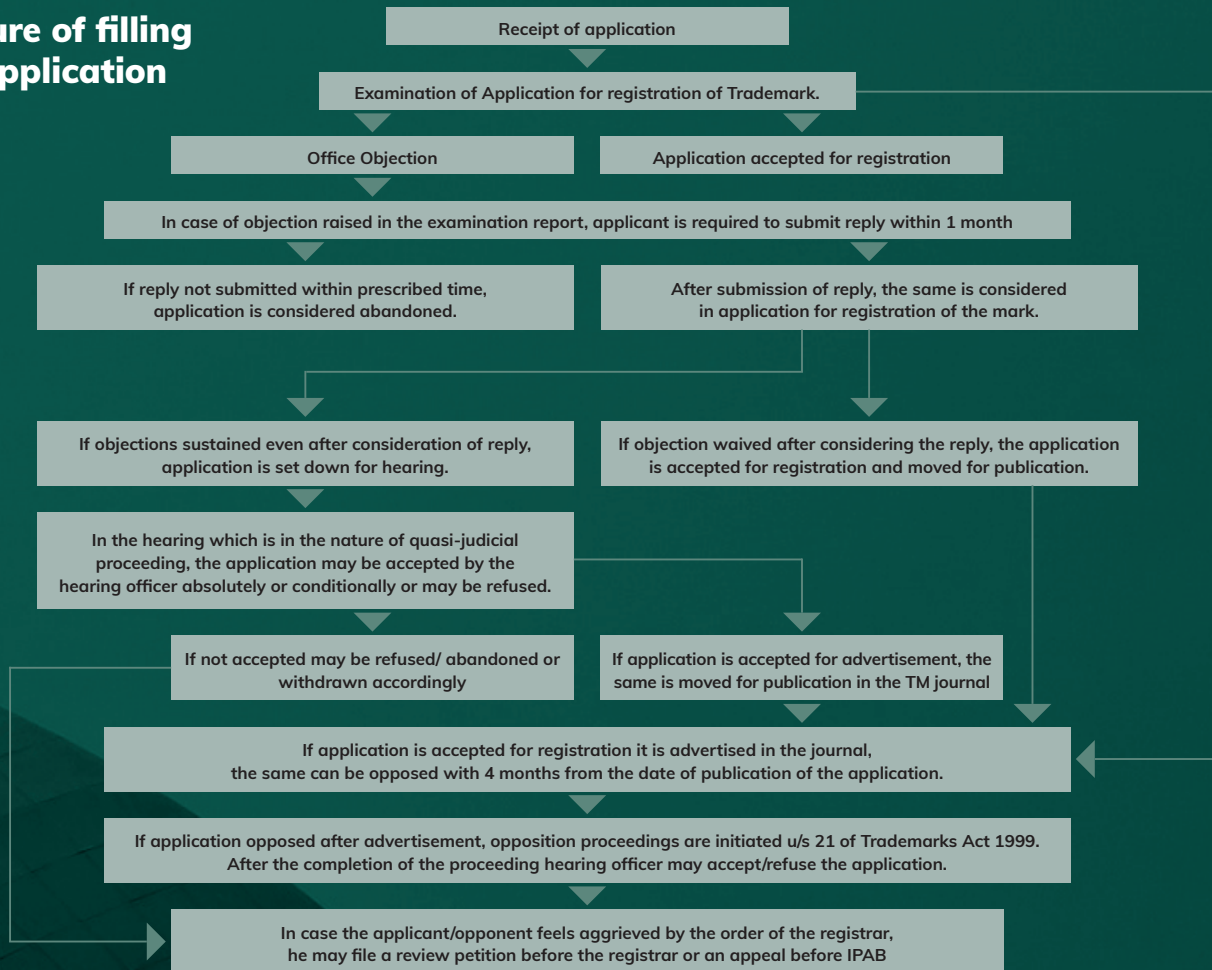 ure of filling
pplication
Receipt of application
Examination of Application for registration of Trademark.
Office Objection
Application accepted for registration
In case of objection raised in the examination report, applicant is required to submit reply within 1 month
If reply not submitted within prescribed time,
application is considered abandoned.
After submission of reply, the same is considered
in application for registration of the mark.
If objections sustained even after consideration of reply,
application is set down for hearing.
If objection waived after considering the reply, the application
is accepted for registration and moved for publication.
In the hearing which is in the nature of quasi-judicial
proceeding, the application may be accepted by the
hearing officer absolutely or conditionally or may be refused.
If not accepted may be refused/ abandoned or
withdrawn accordingly
If application is accepted for advertisement, the
same is moved for publication in the TM journal
If application is accepted for registration it is advertised in the journal,
the same can be opposed with 4 months from the date of publication of the application.
If application opposed after advertisement, opposition proceedings are initiated u/s 21 of Trademarks Act 1999.
After the completion of the proceeding hearing officer may accept/refuse the application.
In case the applicant/opponent feels aggrieved by the order of the registrar,
he may file a review petition before the registrar or an appeal before IPAB